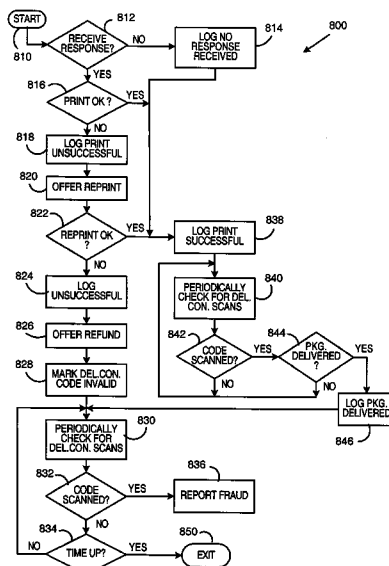 START
810
812
RECEIVE
RESPONSE?
NO
YES
LOG NO
RESPONSE
RECEIVED
814
800
816
PRINT OK ?
YES
NO
818
LOG PRINT
UNSUCCESSFUL
820
OFFER REPRINT
822
REPRINT OK
?
YES
NO
LOG PRINT
SUCCESSFUL
838
824
LOG
UNSUCCESSFUL
PERIODICALLY
CHECK FOR DEL.
CON. SCANS
840
826
OFFER REFUND
842
CODE
SCANNED?
YES
NO
844
PKG.
DELIVERED
?
YES
NO
828
MARK DEL.CON.
CODE INVALID
LOG PKG.
DELIVERED
846
PERIODICALLY
CHECK FOR
DEL.CON. SCANS
830
832
CODE
SCANNED?
YES
NO
836
REPORT FRAUD
834
TIME UP?
NO
YES
850
EXIT